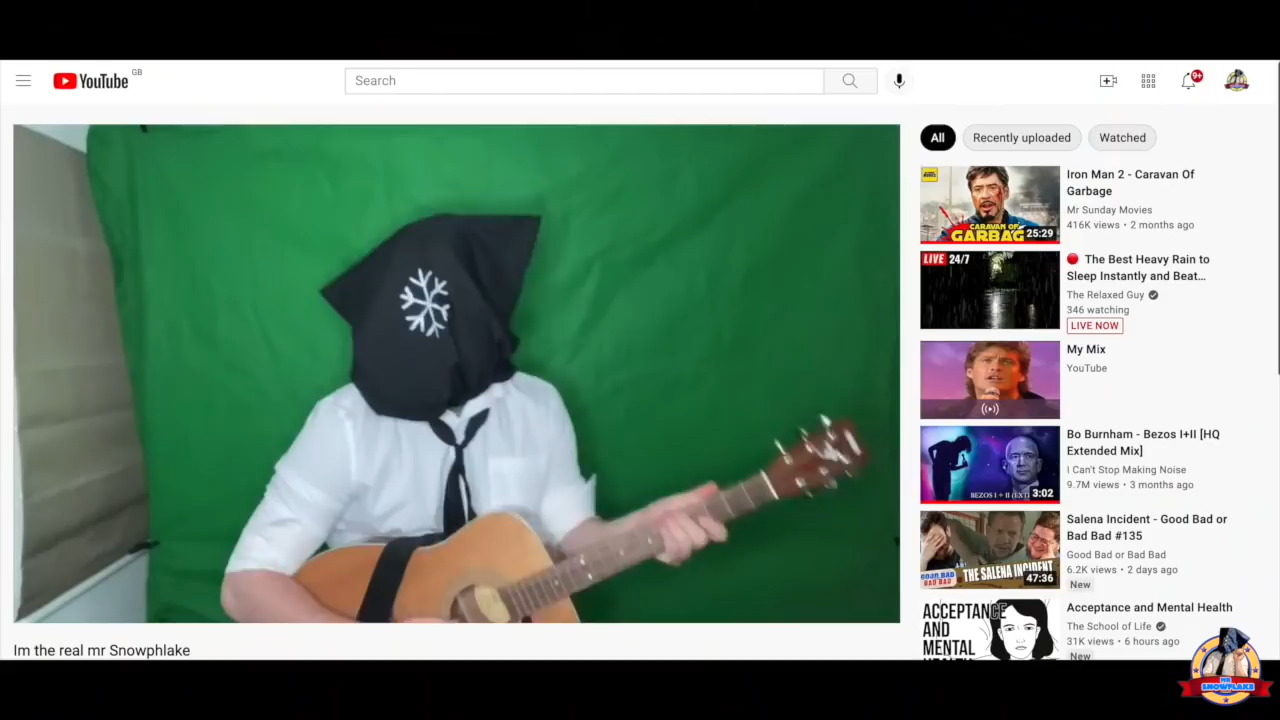 YouTube
GB
Search
9+
All
Recently uploaded
Watched
CARAVAN OF
GARBAG
25:29
Iron Man 2 - Caravan Of
Garbage
Mr Sunday Movies
416K views • 2 months ago
LIVE 24/7
The Best Heavy Rain to
Sleep Instantly and Beat...
The Relaxed Guy
346 watching
LIVE NOW
My Mix
YouTube
BEZOS I + II (EXT
3:02
Bo Burnham - Bezos I+II [HQ
Extended Mix]
I Can't Stop Making Noise
9.7M views • 3 months ago
GOOD BAD
BAD BAD
THE SALENA INCIDENT
47:36
Salena Incident - Good Bad or
Bad Bad #135
Good Bad or Bad Bad
6.2K views • 2 days ago
New
ACCEPTANCE
AND
MENTAL
Acceptance and Mental Health
The School of Life
31K views • 6 hours ago
New
Im the real mr Snowphlake
MR
SNOWFLAKE